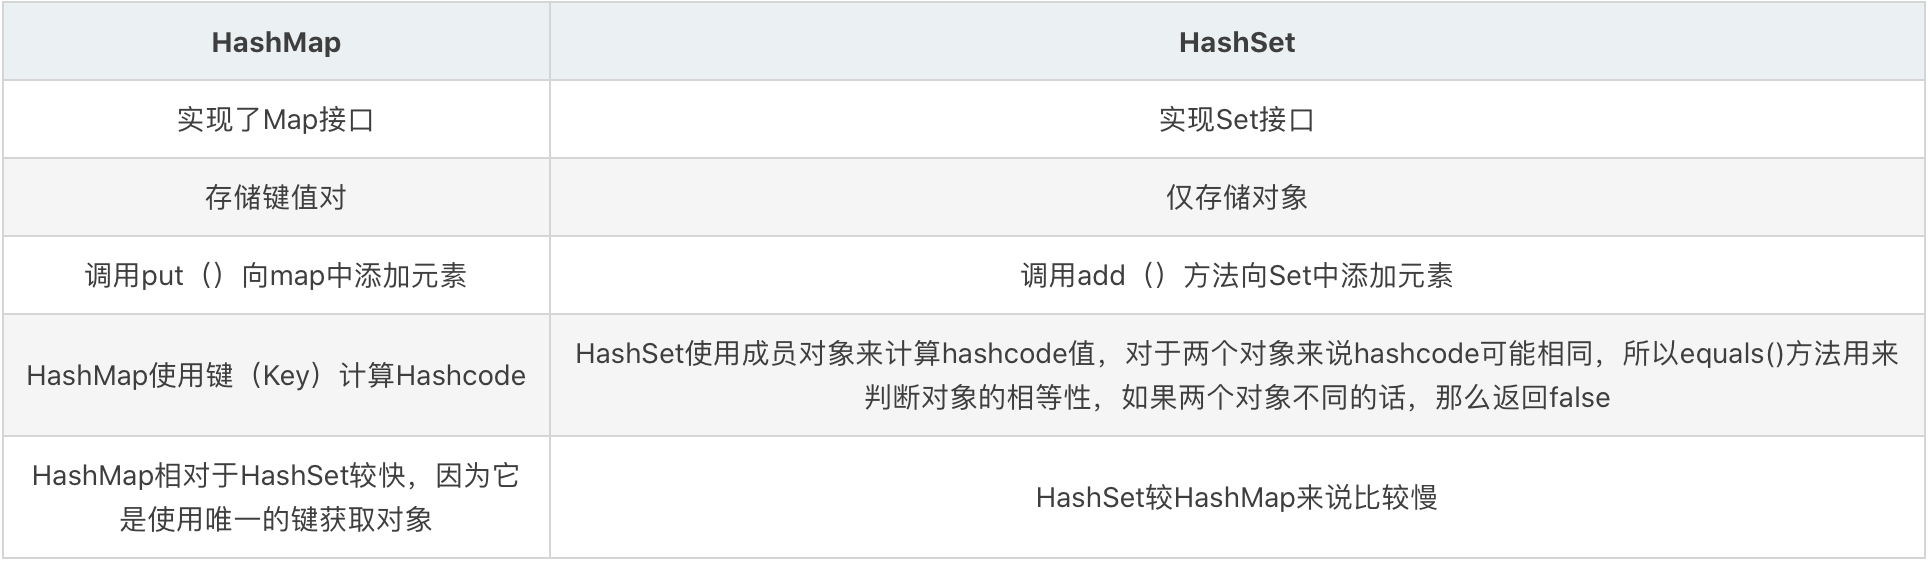 HashMap
HashSet
实现了Map接口
实现Set接口
存储键值对
仅存储对象
调用put（）向map中添加元素
调用add（）方法向Set中添加元素
HashMap使用键（Key）计算Hashcode
HashSet使用成员对象来计算hashcode值，对于两个对象来说hashcode可能相同，所以equals()方法用来
判断对象的相等性，如果两个对象不同的话，那么返回false
HashMap相对于HashSet较快，因为它
是使用唯一的键获取对象
HashSet较HashMap来说比较慢